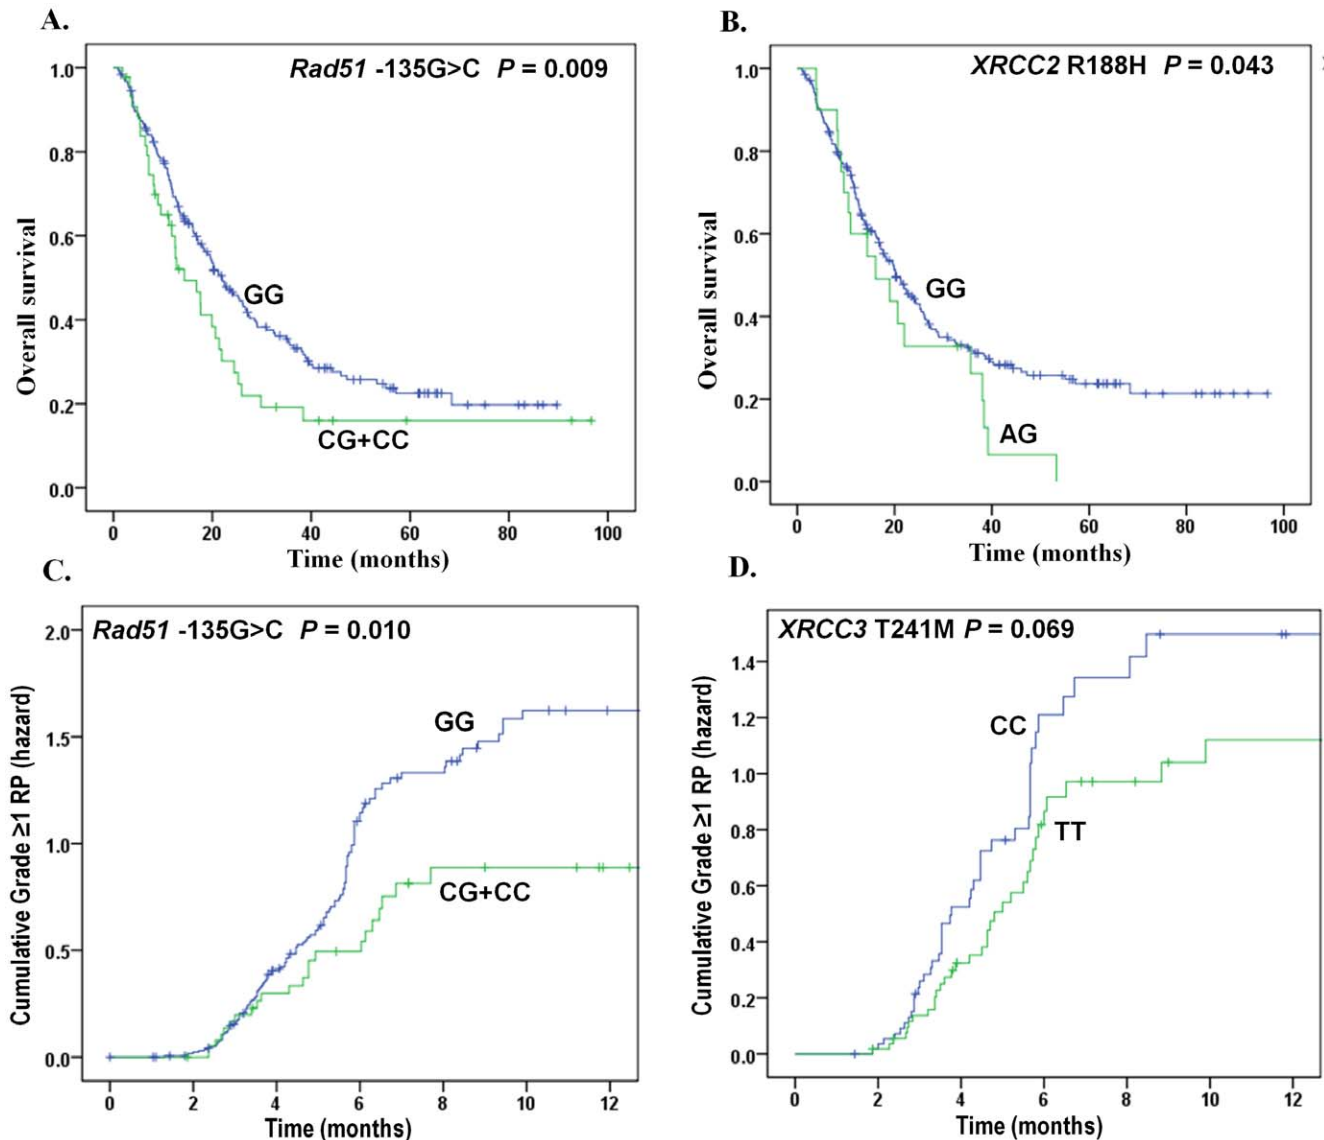 A.
Rad51 -135G>C P = 0.009
1.0
0.8
0.6
0.4
0.2
0.0
Overall survival
GG
CG+CC
0 20 40 60 80 100
Time (months)
B.
XRCC2 R188H P = 0.043
1.0
0.8
0.6
0.4
0.2
0.0
Overall survival
GG
AG
0 20 40 60 80 100
Time (months)
C.
Rad51 -135G>C P = 0.010
2.0
1.5
1.0
0.5
0.0
Cumulative Grade ≥1 RP (hazard)
GG
CG+CC
0 2 4 6 8 10 12
Time (months)
D.
XRCC3 T241M P = 0.069
1.4
1.2
1.0
0.8
0.6
0.4
0.2
0.0
Cumulative Grade ≥1 RP (hazard)
CC
TT
0 2 4 6 8 10 12
Time (months)